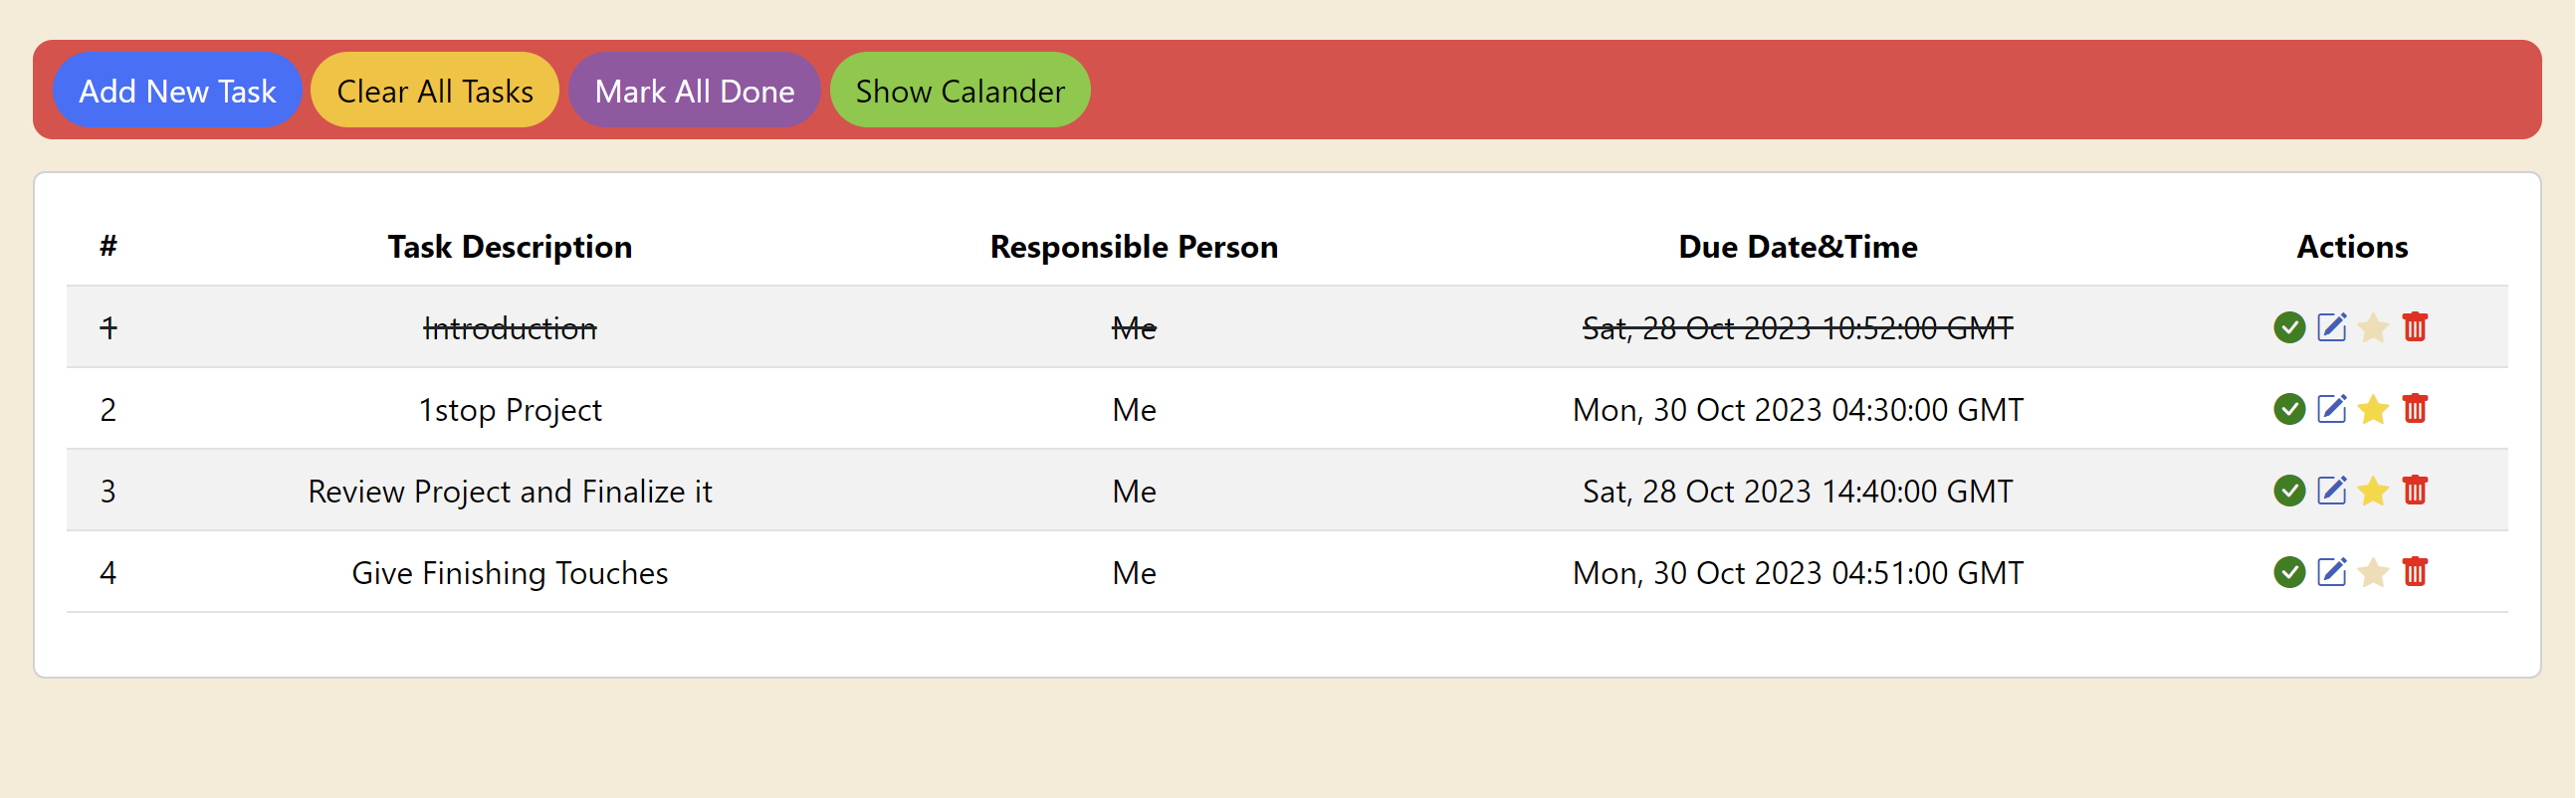 Add New Task Clear All Tasks Mark All Done Show Calander
# Task Description Responsible Person Due Date&Time Actions
1 Introduction Me Sat, 28 Oct 2023 10:52:00 GMT
2 1stop Project Me Mon, 30 Oct 2023 04:30:00 GMT
3 Review Project and Finalize it Me Sat, 28 Oct 2023 14:40:00 GMT
4 Give Finishing Touches Me Mon, 30 Oct 2023 04:51:00 GMT